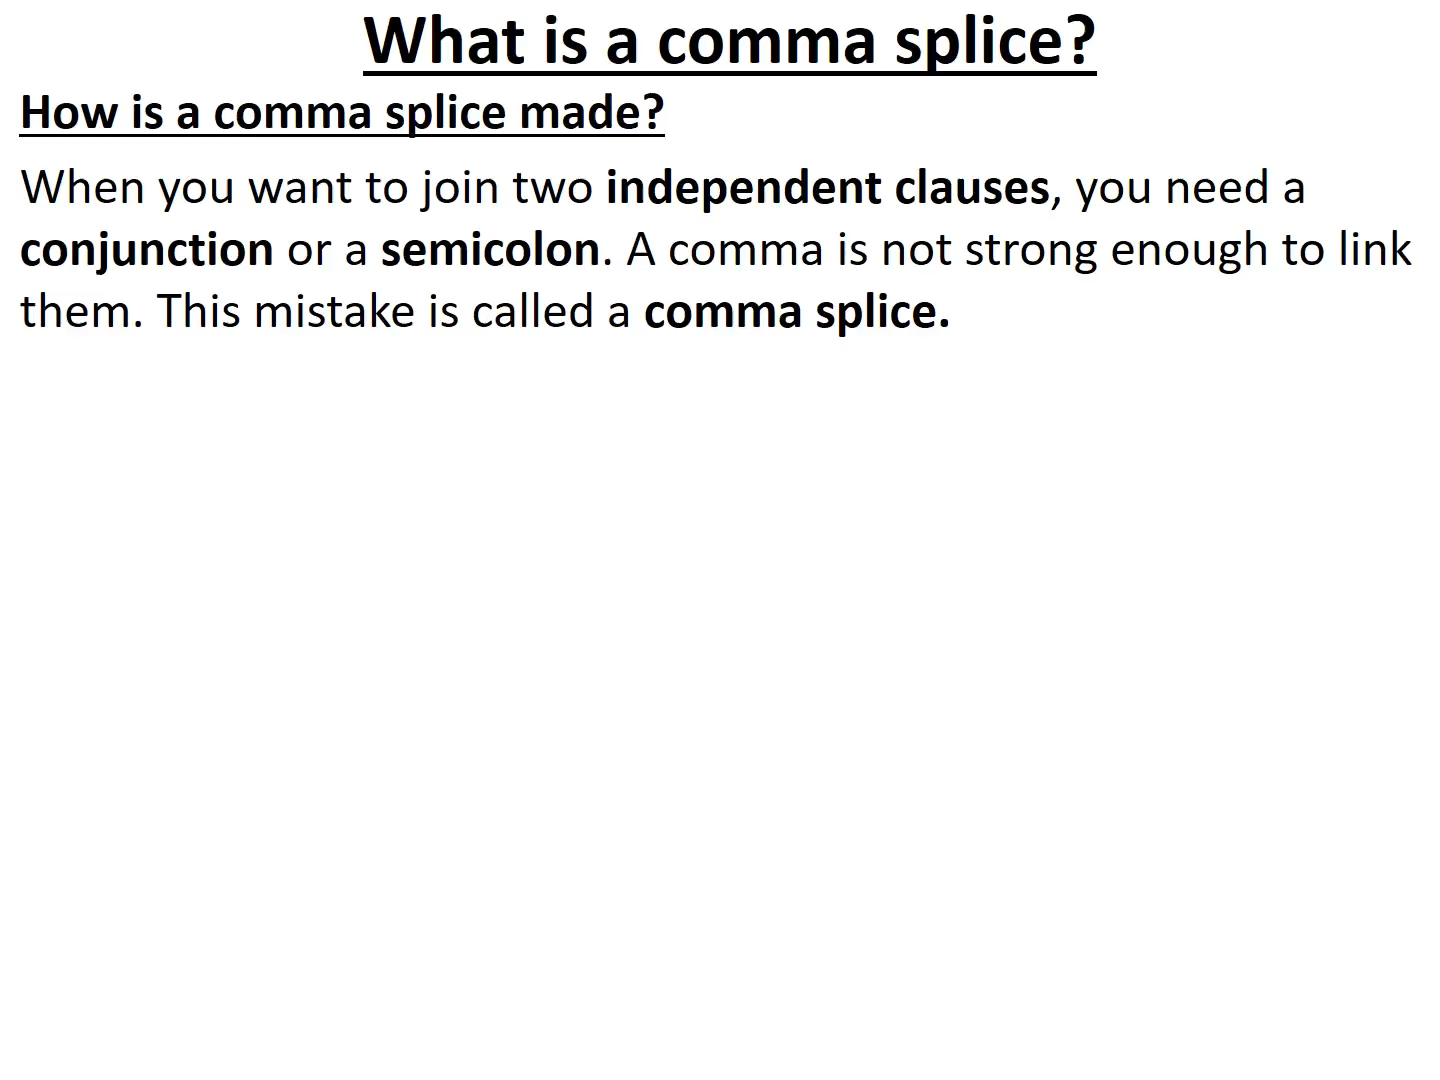 What is a comma splice?
How is a comma splice made?
When you want to join two independent clauses, you need a
conjunction or a semicolon. A comma is not strong enough to link
them. This mistake is called a comma splice.